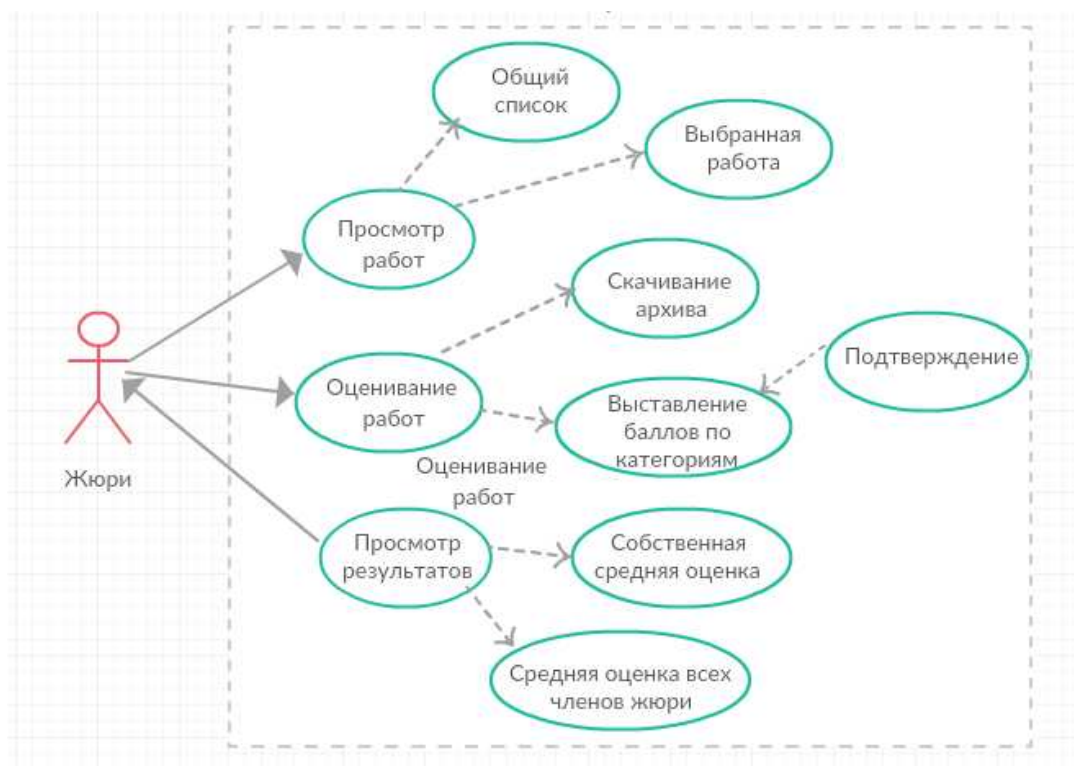 Общий
список
Выбранная
работа
Просмотр
работ
Скачивание
архива
Подтверждение
Оценивание
работ
Выставление
баллов по
категориям
Жюри
Оценивание
работ
Просмотр
результатов
Собственная
средняя оценка
Средняя оценка всех
членов жюри